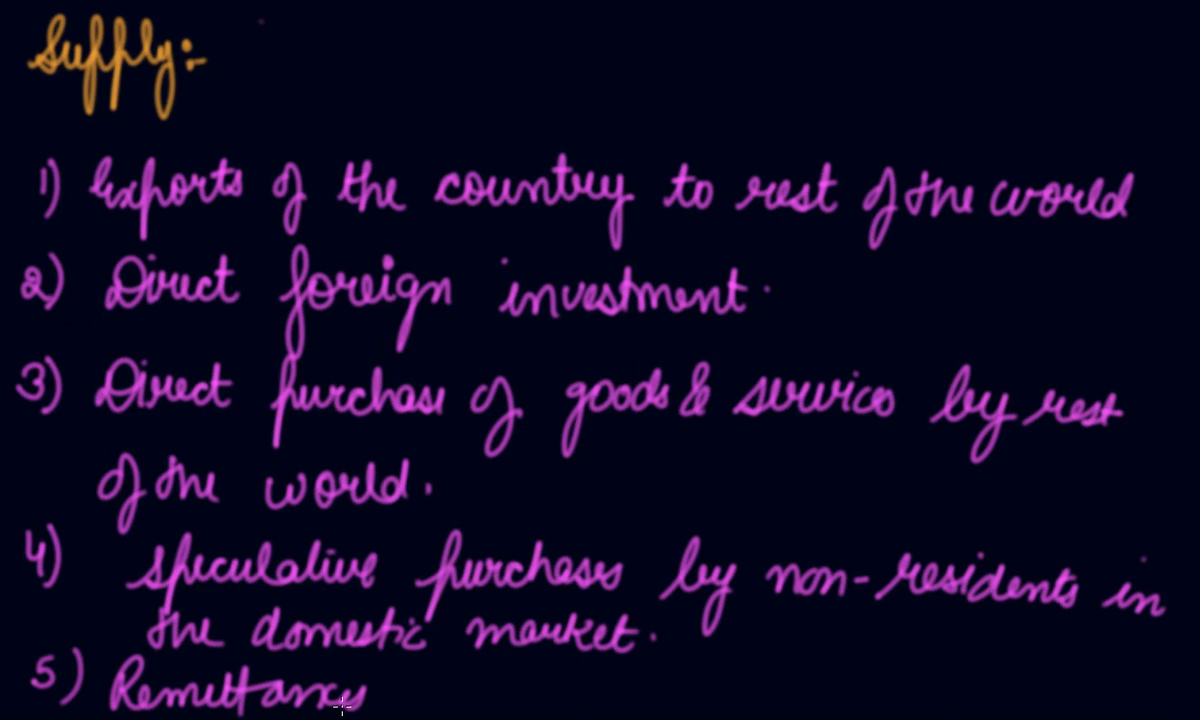 Supply:-
1) Exports of the country to rest of the world
2) Direct foreign investment.
3) Direct purchase of goods & services by rest
of the world.
4) speculative purchases by non-residents in
the domestic market.
5) Remittances